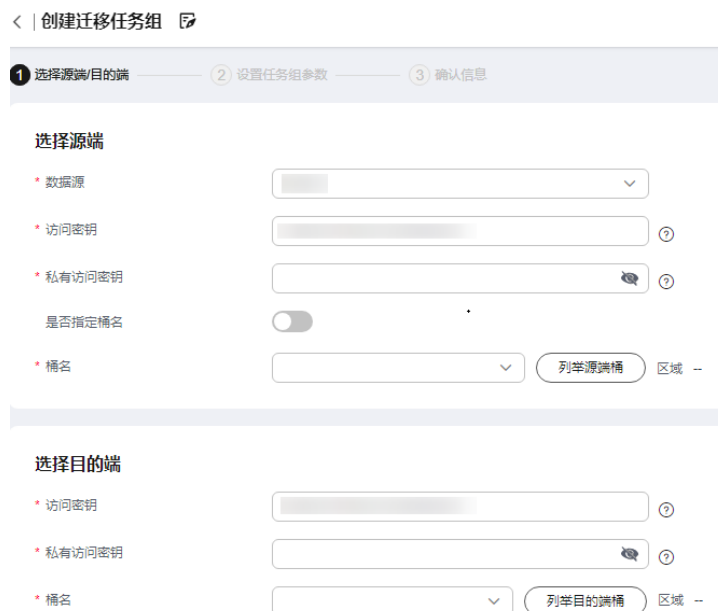 创建迁移任务组
1 选择源端/目的端 2 设置任务组参数 3 确认信息
选择源端
* 数据源
* 访问密钥
* 私有访问密钥
是否指定桶名
* 桶名 列举源端桶 区域 --
选择目的端
* 访问密钥
* 私有访问密钥
* 桶名 列举目的端桶 区域 --